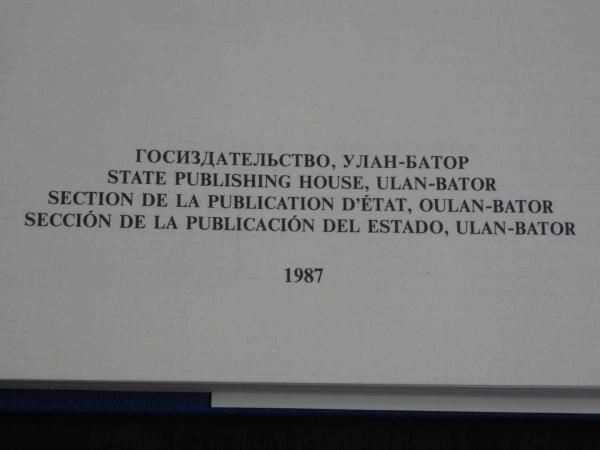 ГОСИЗДАТЕЛЬСТВО, УЛАН-БАТОР
STATE PUBLISHING HOUSE, ULAN-BATOR
SECTION DE LA PUBLICATION D'ÉTAT, OULAN-BATOR
SECCIÓN DE LA PUBLICACIÓN DEL ESTADO, ULAN-BATOR
1987